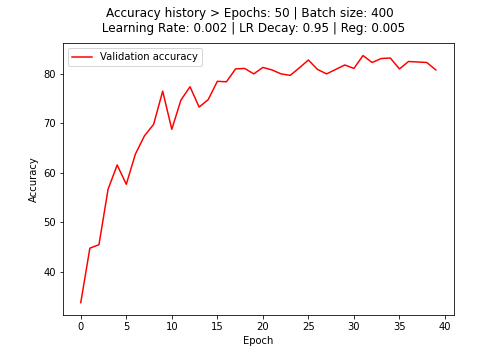 Accuracy history > Epochs: 50 | Batch size: 400
Learning Rate: 0.002 | LR Decay: 0.95 | Reg: 0.005
Validation accuracy
80
70
60
50
40
Accuracy
0 5 10 15 20 25 30 35 40
Epoch